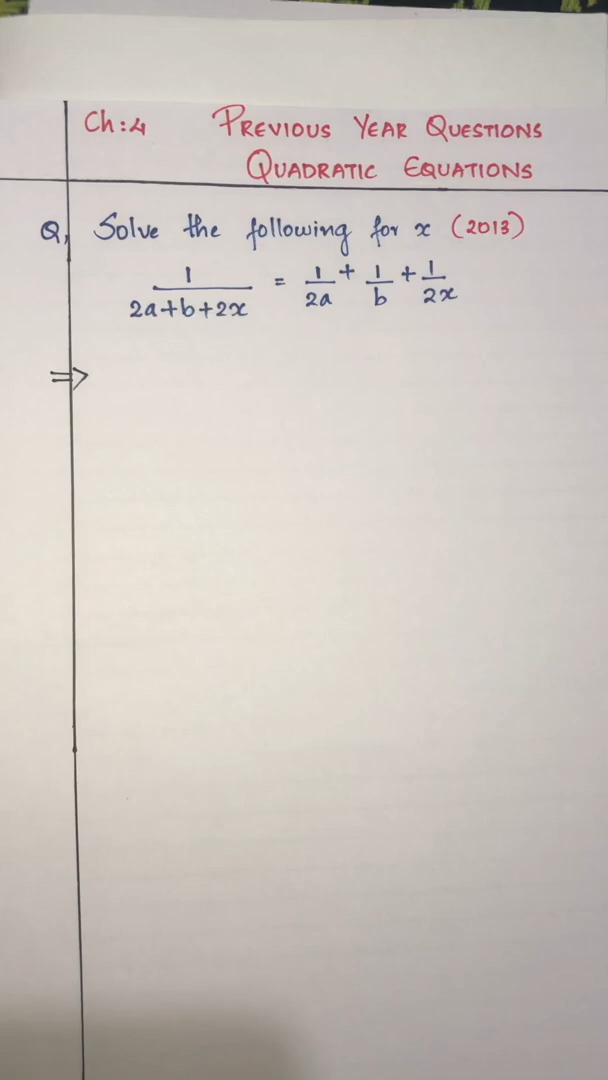 Ch:4 PREVIOUS YEAR QUESTIONS
QUADRATIC EQUATIONS
Q, Solve the following for x (2013)
1/(2a+b+2x) = 1/2a + 1/b + 1/2x
⇒